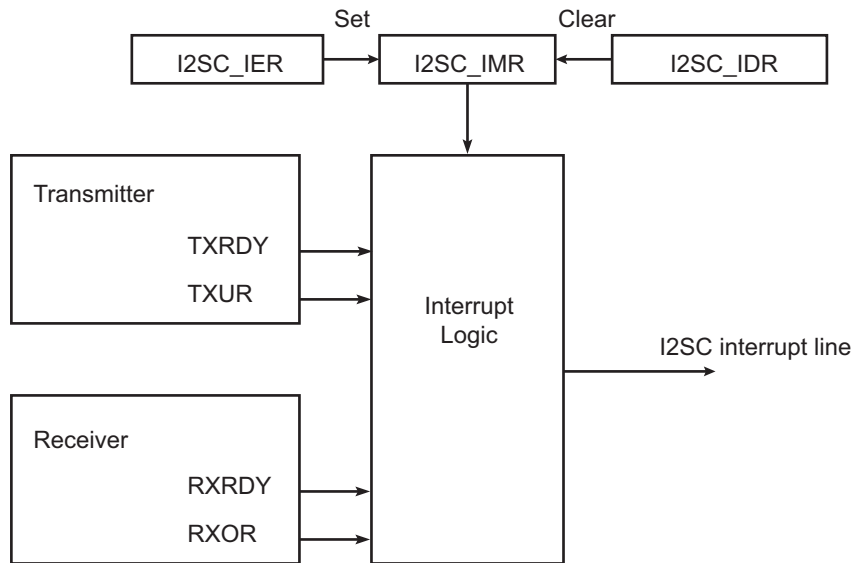 Set
Clear
I2SC_IER
I2SC_IMR
I2SC_IDR
Transmitter
TXRDY
TXUR
Interrupt
Logic
I2SC interrupt line
Receiver
RXRDY
RXOR